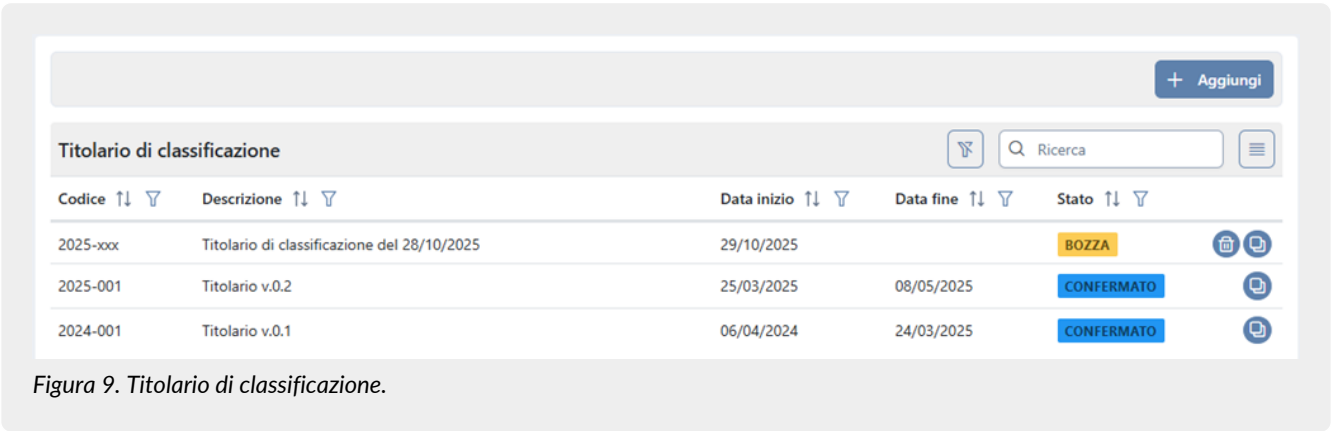 Aggiungi
Titolario di classificazione
Ricerca
Codice Descrizione Data inizio Data fine Stato
2025-xxx Titolario di classificazione del 28/10/2025 29/10/2025 BOZZA
2025-001 Titolario v.0.2 25/03/2025 08/05/2025 CONFERMATO
2024-001 Titolario v.0.1 06/04/2024 24/03/2025 CONFERMATO
Figura 9. Titolario di classificazione.